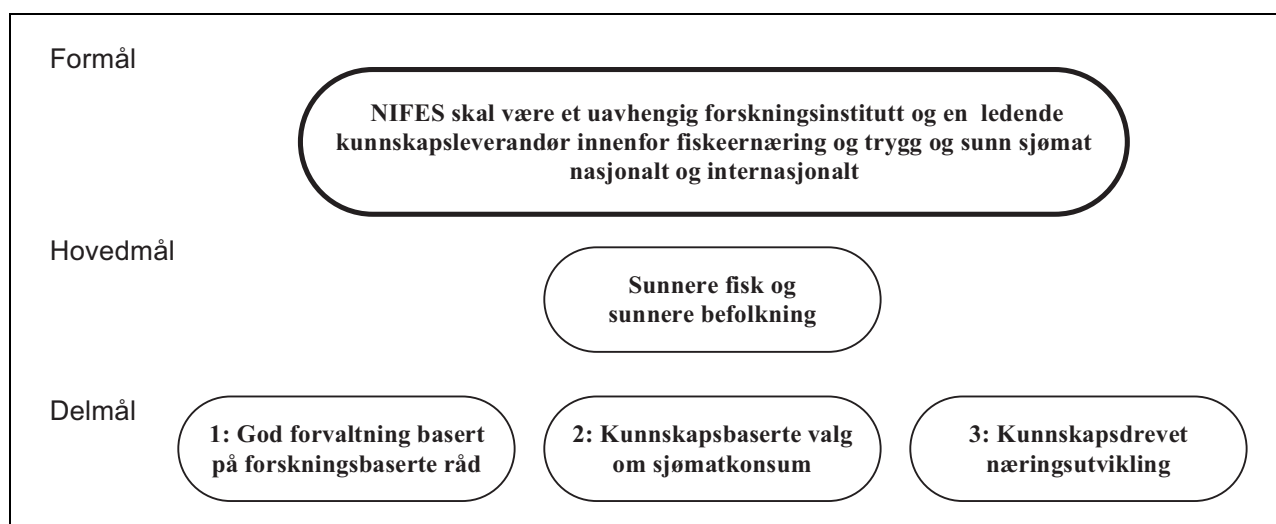 Formål
NIFES skal være et uavhengig forskningsinstitutt og en ledende
kunnskapsleverandør innenfor fiskeernæring og trygg og sunn sjømat
nasjonalt og internasjonalt
Hovedmål
Sunnere fisk og
sunnere befolkning
Delmål
1: God forvaltning basert
på forskningsbaserte råd
2: Kunnskapsbaserte valg
om sjømatkonsum
3: Kunnskapsdrevet
næringsutvikling